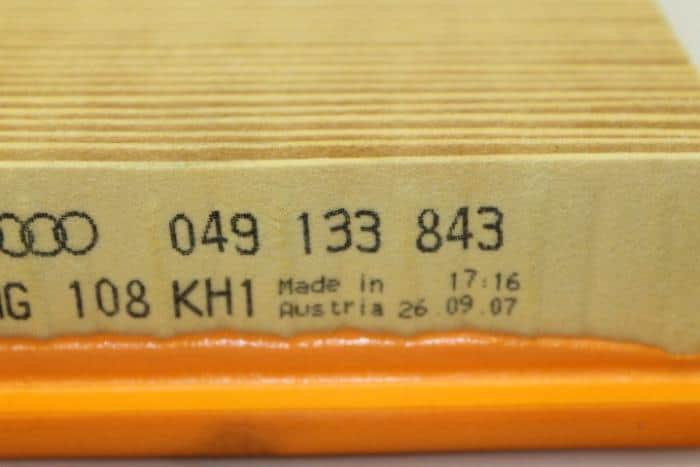 049 133 843
108 KH1 Made in 17:16
Austria 26.09.07